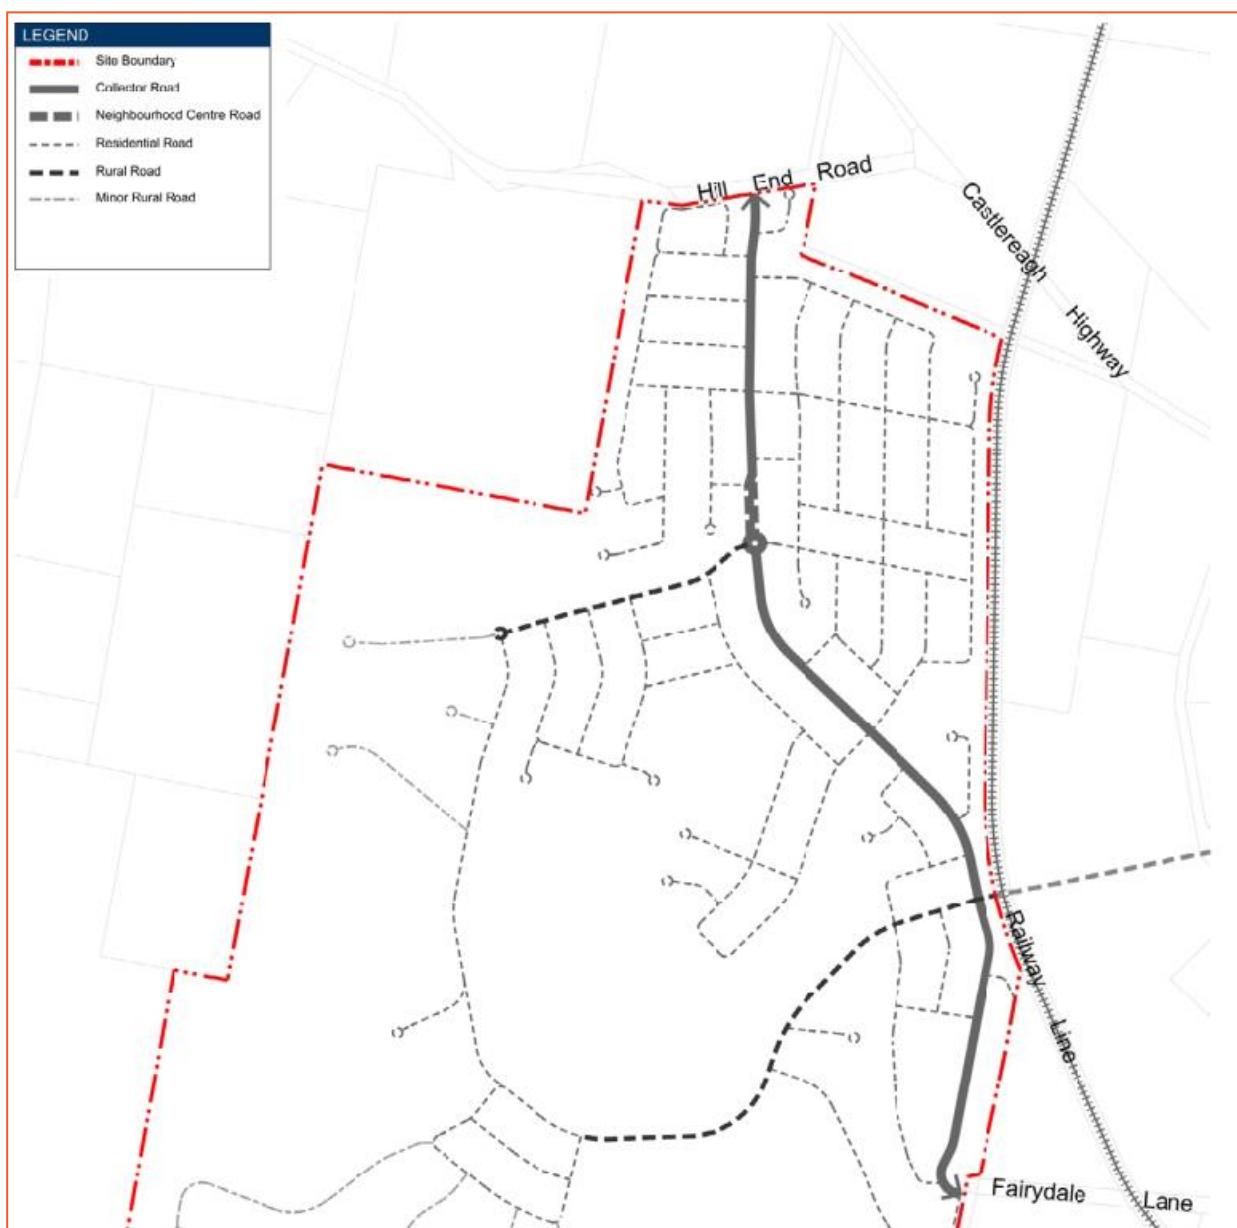 LEGEND
Site Boundary
Collector Road
Neighbourhood Centre Road
Residential Road
Rural Road
Minor Rural Road
Hill End Road
Castlereagh Highway
Railway Line
Fairydale Lane